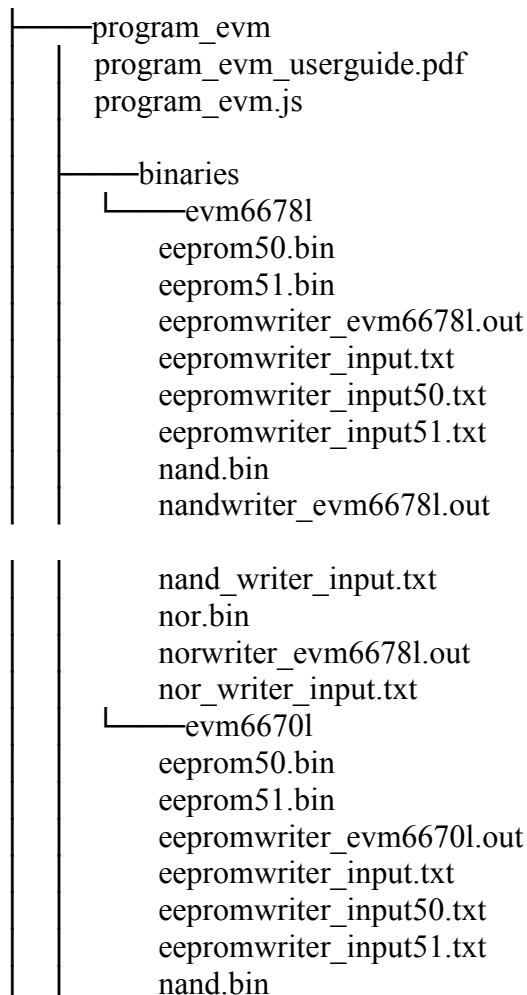 program_evm
program_evm_userguide.pdf
program_evm.js
binaries
evm6678l
eeprom50.bin
eeprom51.bin
eepromwriter_evm6678l.out
eepromwriter_input.txt
eepromwriter_input50.txt
eepromwriter_input51.txt
nand.bin
nandwriter_evm6678l.out
nand_writer_input.txt
nor.bin
norwriter_evm6678l.out
nor_writer_input.txt
evm6670l
eeprom50.bin
eeprom51.bin
eepromwriter_evm6670l.out
eepromwriter_input.txt
eepromwriter_input50.txt
eepromwriter_input51.txt
nand.bin